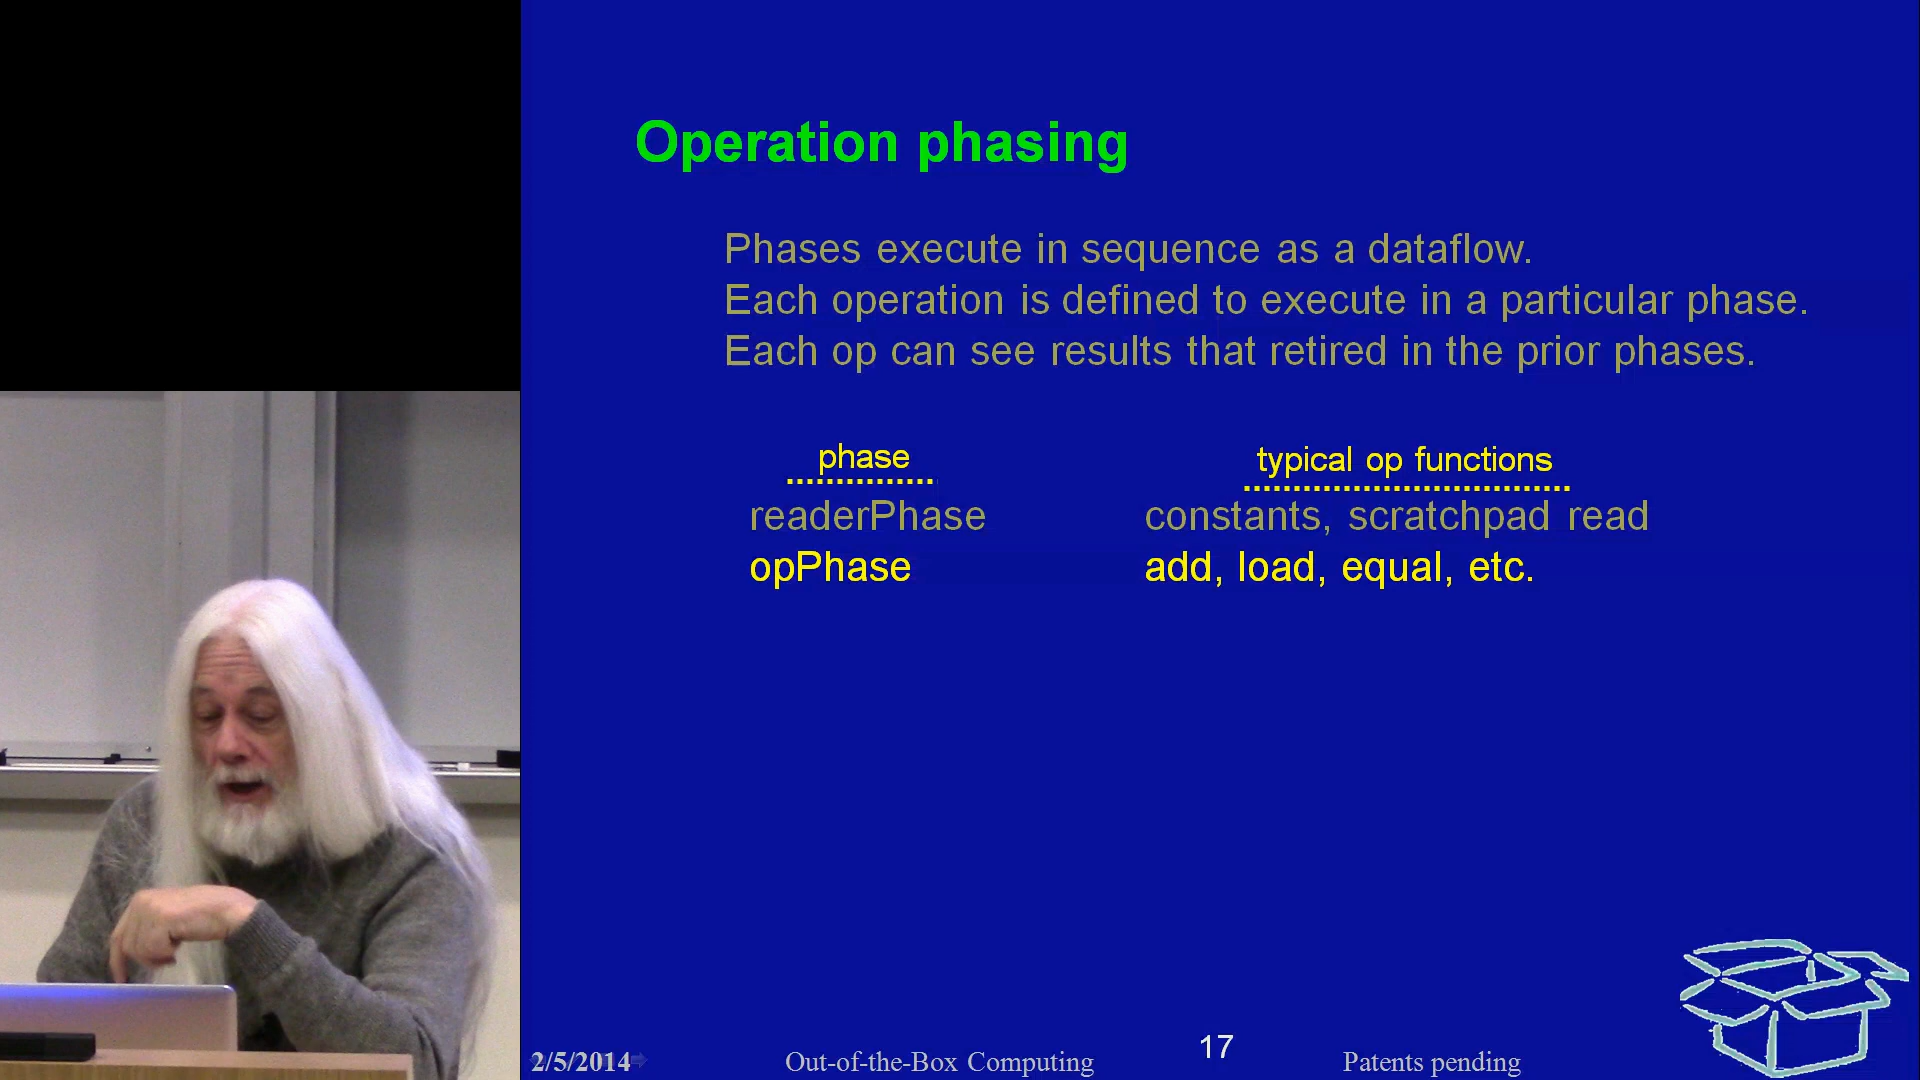 Operation phasing
Phases execute in sequence as a dataflow.
Each operation is defined to execute in a particular phase.
Each op can see results that retired in the prior phases.
phase typical op functions
readerPhase constants, scratchpad read
opPhase add, load, equal, etc.
2/5/2014 Out-of-the-Box Computing 17 Patents pending